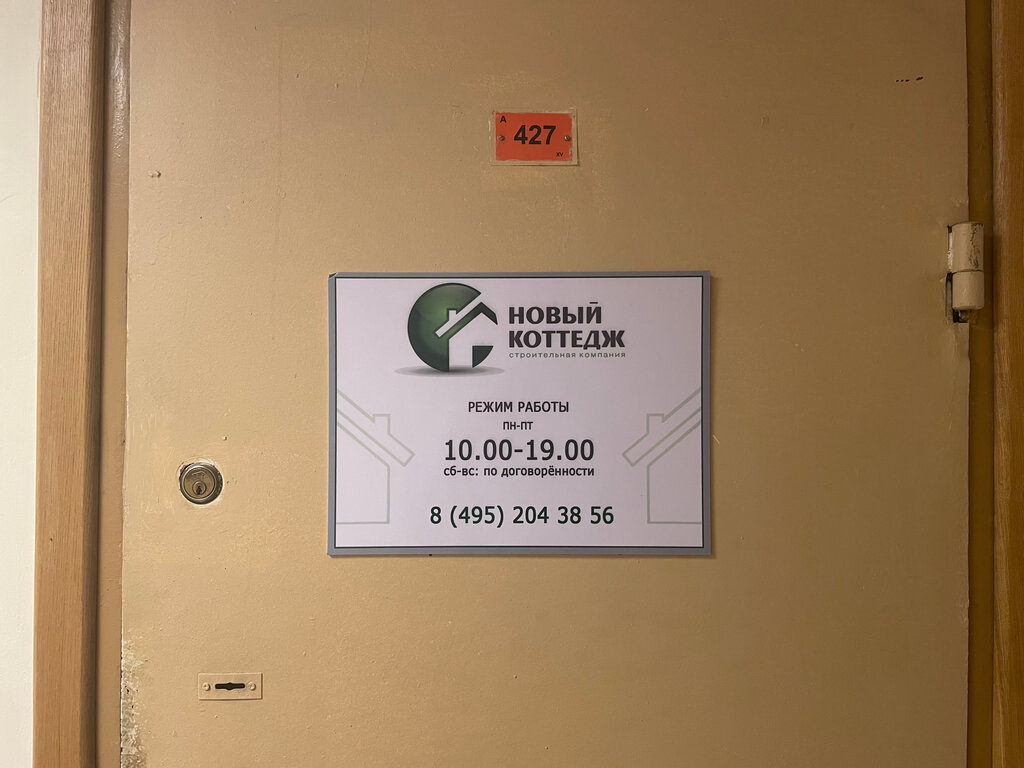 А
427
XV
НОВЫЙ
КОТТЕДЖ
строительная компания
РЕЖИМ РАБОТЫ
ПН-ПТ
10.00-19.00
сб-вс: по договорённости
8 (495) 204 38 56